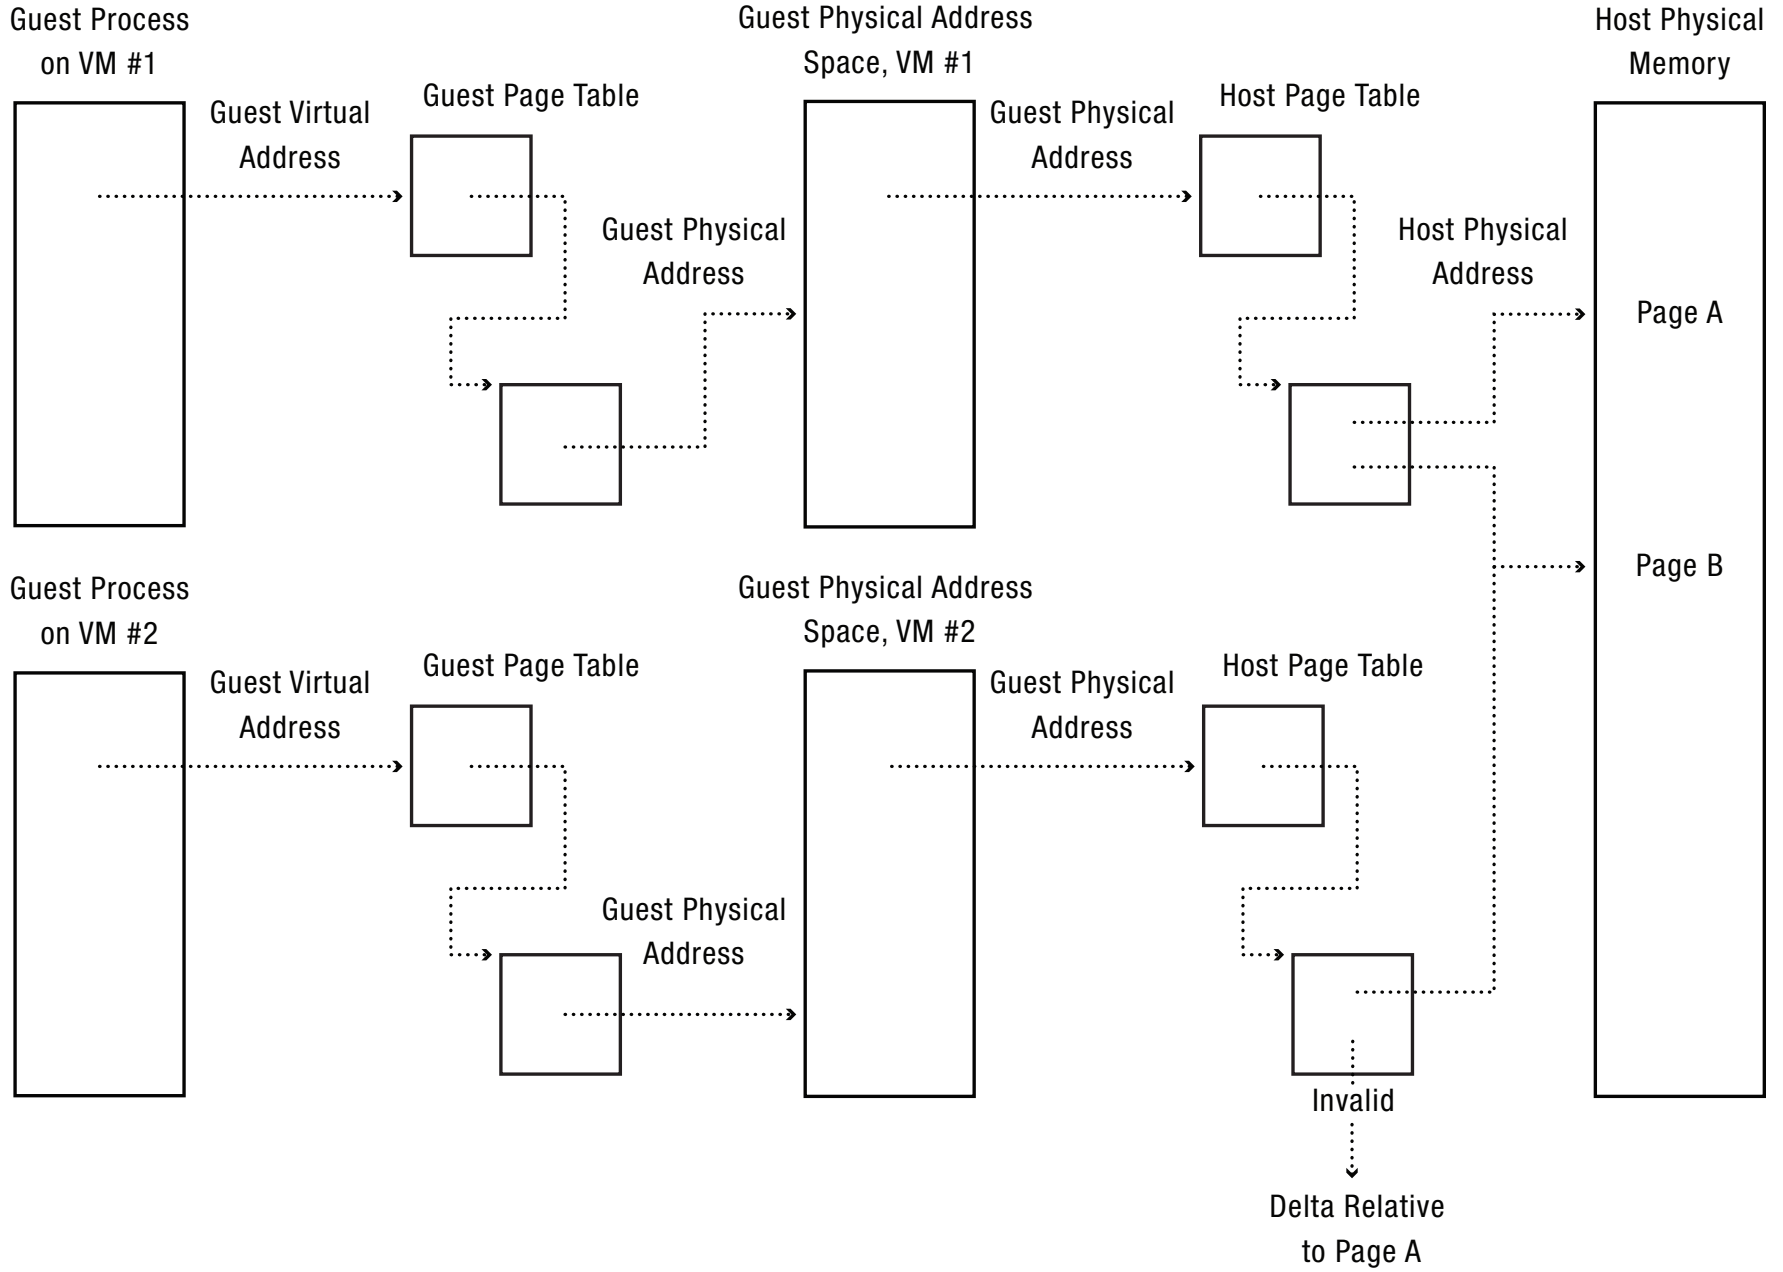 Guest Process
on VM #1
Guest Physical Address
Space, VM #1
Host Physical
Memory
Guest Virtual
Address
Guest Page Table
Guest Physical
Address
Host Page Table
Guest Physical
Address
Host Physical
Address
Page A
Page B
Guest Process
on VM #2
Guest Physical Address
Space, VM #2
Guest Virtual
Address
Guest Page Table
Guest Physical
Address
Host Page Table
Guest Physical
Address
Invalid
Delta Relative
to Page A